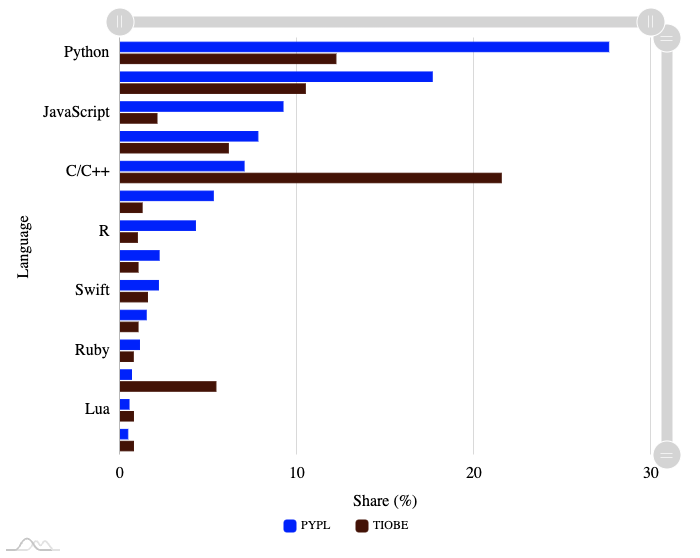 Python
JavaScript
C/C++
R
Swift
Ruby
Lua
Language
0 10 20 30
Share (%)
PYPL TIOBE